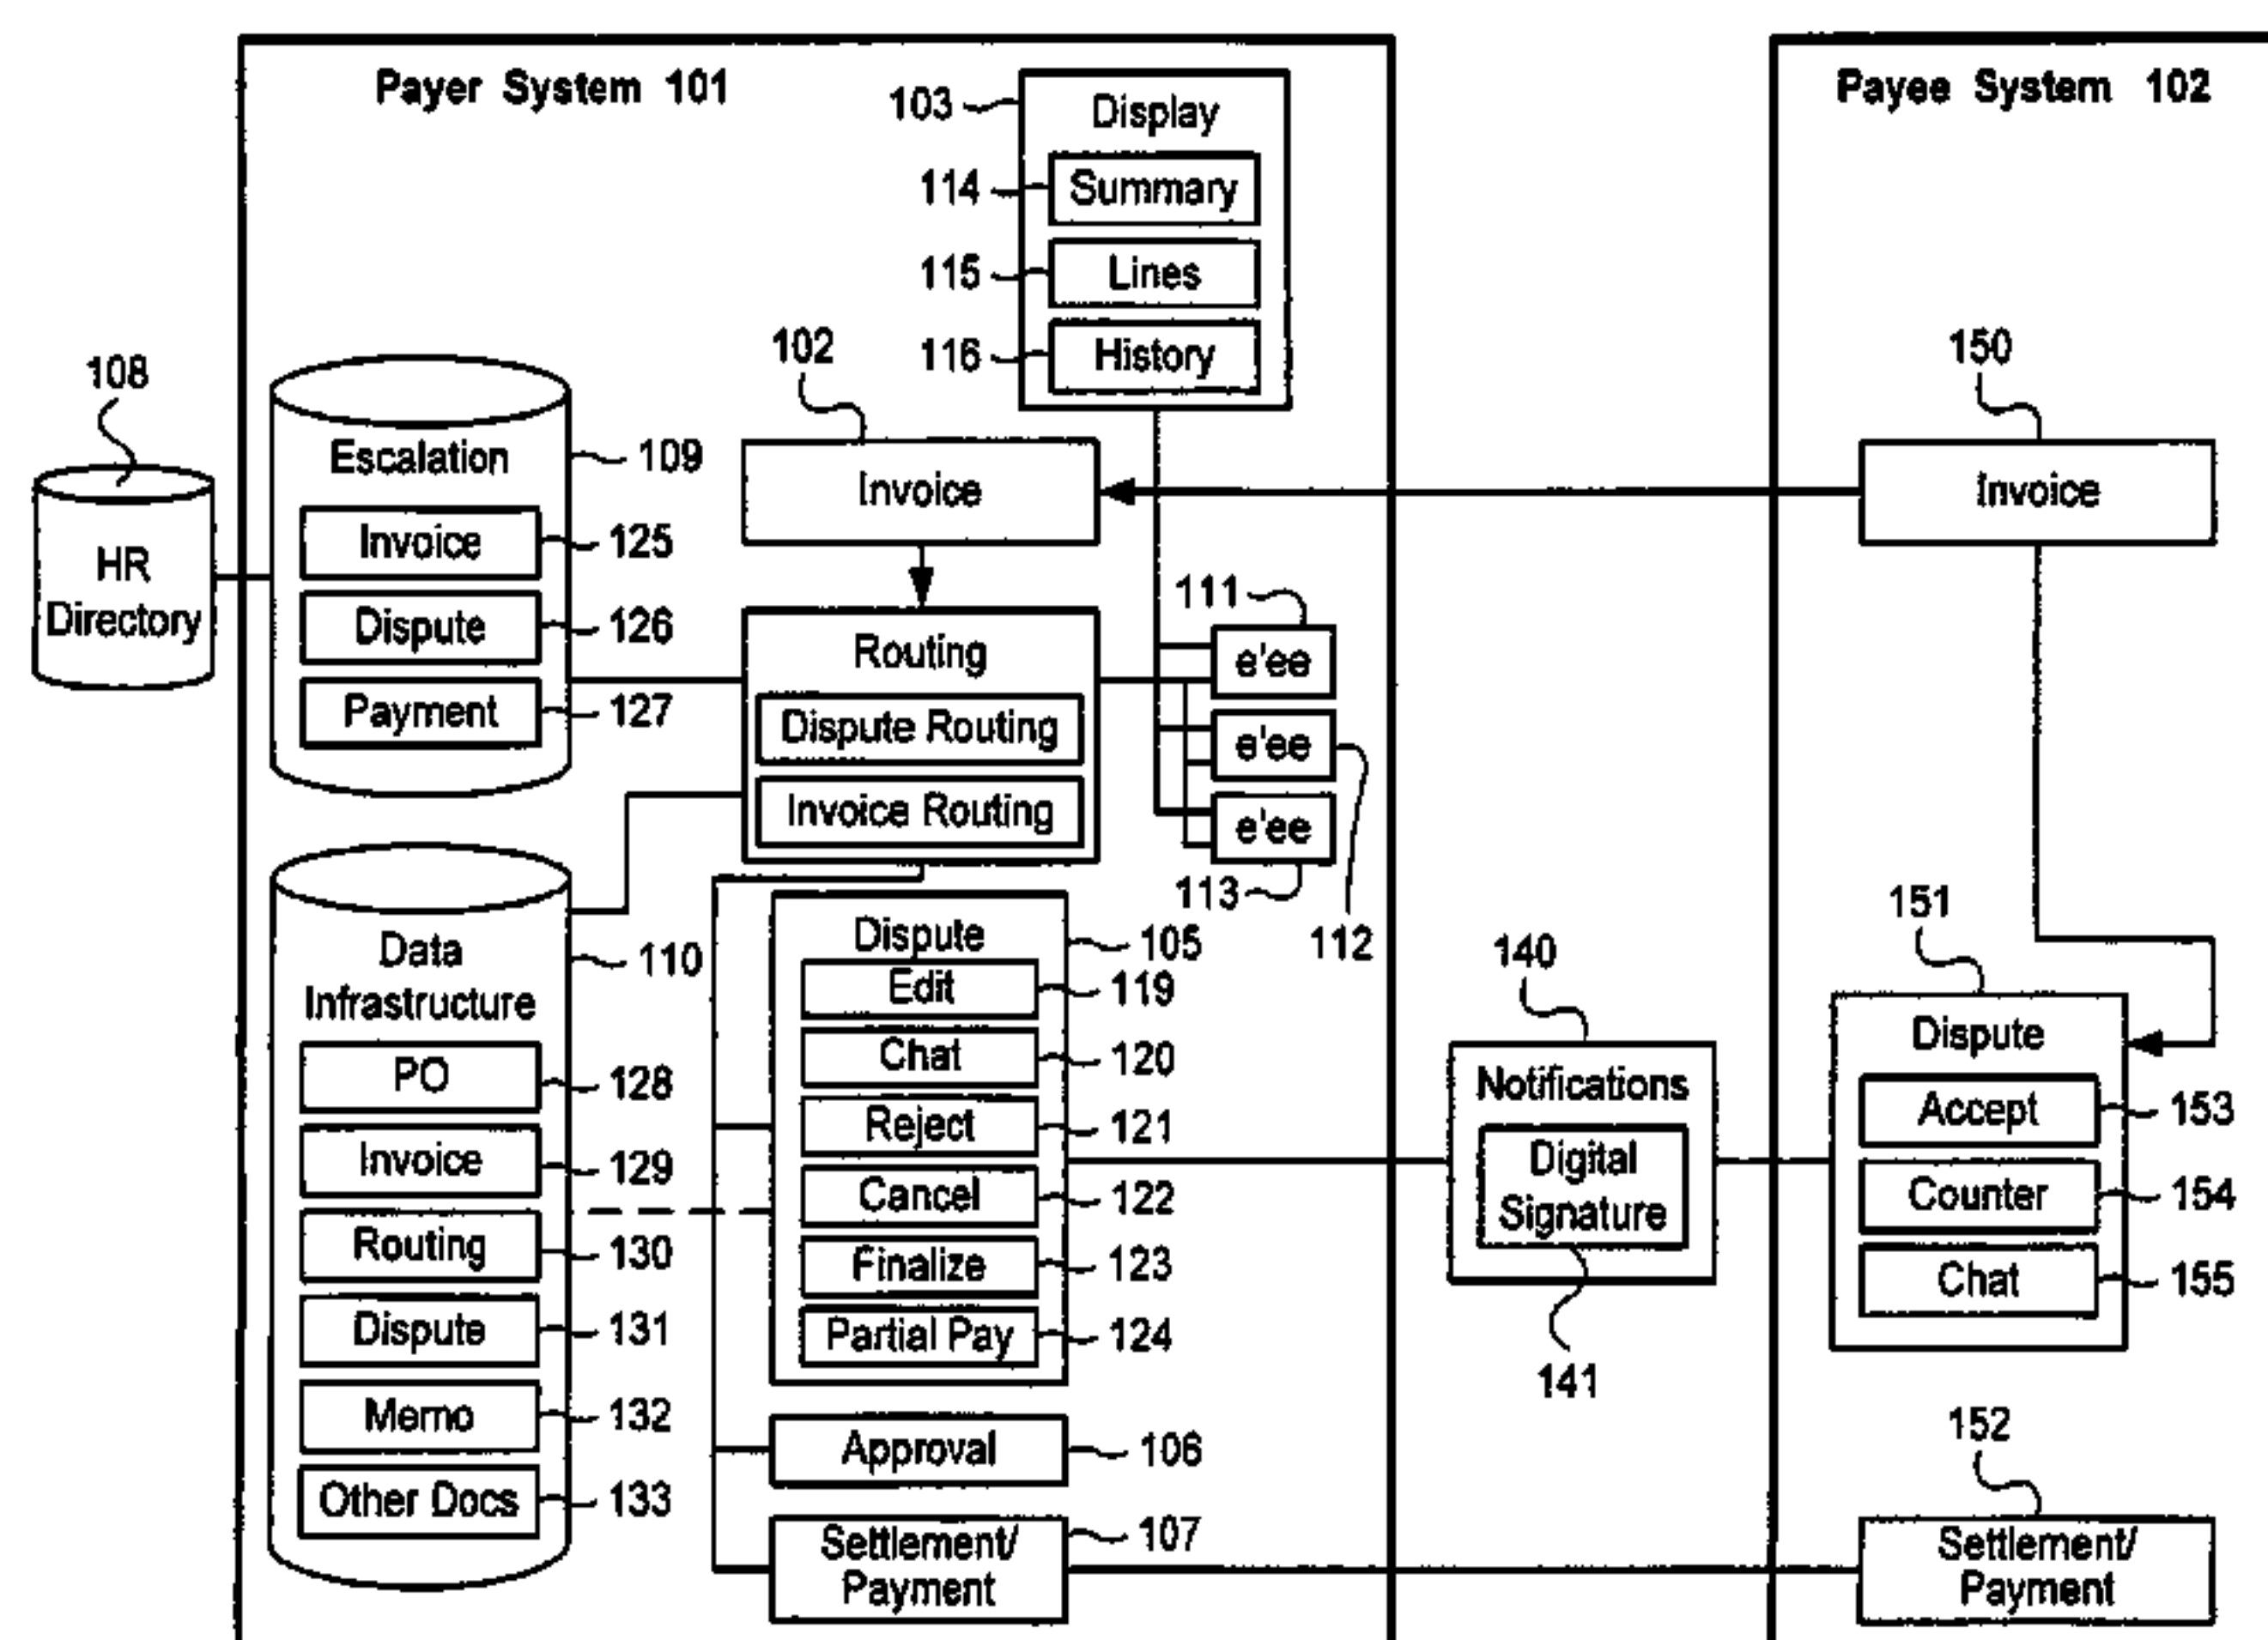 Payer System 101
Payee System 102
103
Display
114
Summary
115
Lines
116
History
108
HR
Directory
Escalation
109
Invoice
125
Dispute
126
Payment
127
102
Invoice
150
Invoice
Routing
Dispute Routing
Invoice Routing
111
e'ee
e'ee
112
e'ee
113
Data
Infrastructure
110
PO
128
Invoice
129
Routing
130
Dispute
131
Memo
132
Other Docs
133
Dispute
105
Edit
119
Chat
120
Reject
121
Cancel
122
Finalize
123
Partial Pay
124
Approval
106
Settlement/
Payment
107
140
Notifications
Digital
Signature
141
151
Dispute
Accept
153
Counter
154
Chat
155
152
Settlement/
Payment